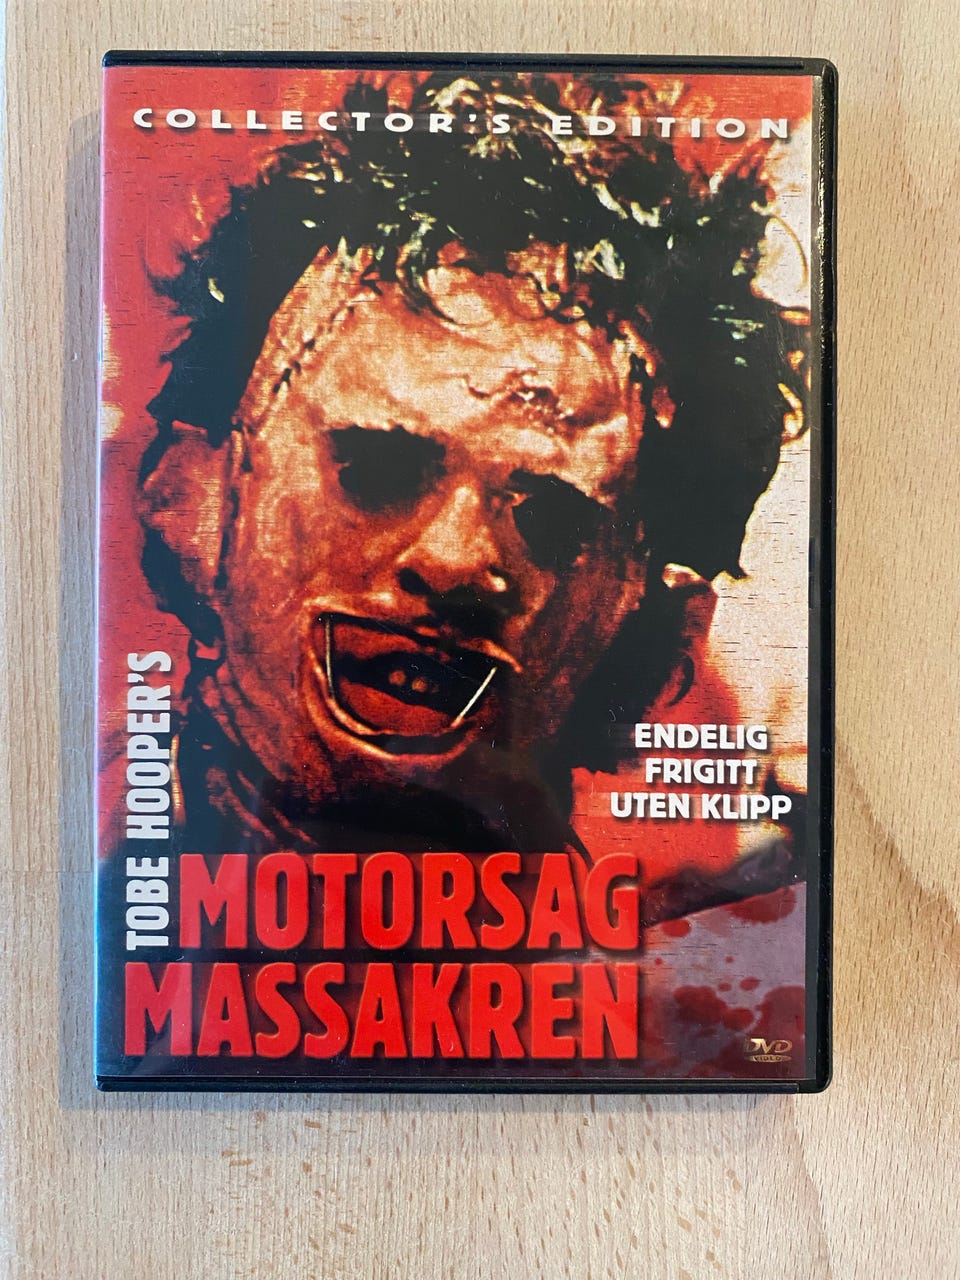 COLLECTOR'S EDITION
ENDELIG
FRIGITT
UTEN KLIPP
TOBE HOOPER'S
MOTORSAG
MASSAKREN
DVD
VIDEO